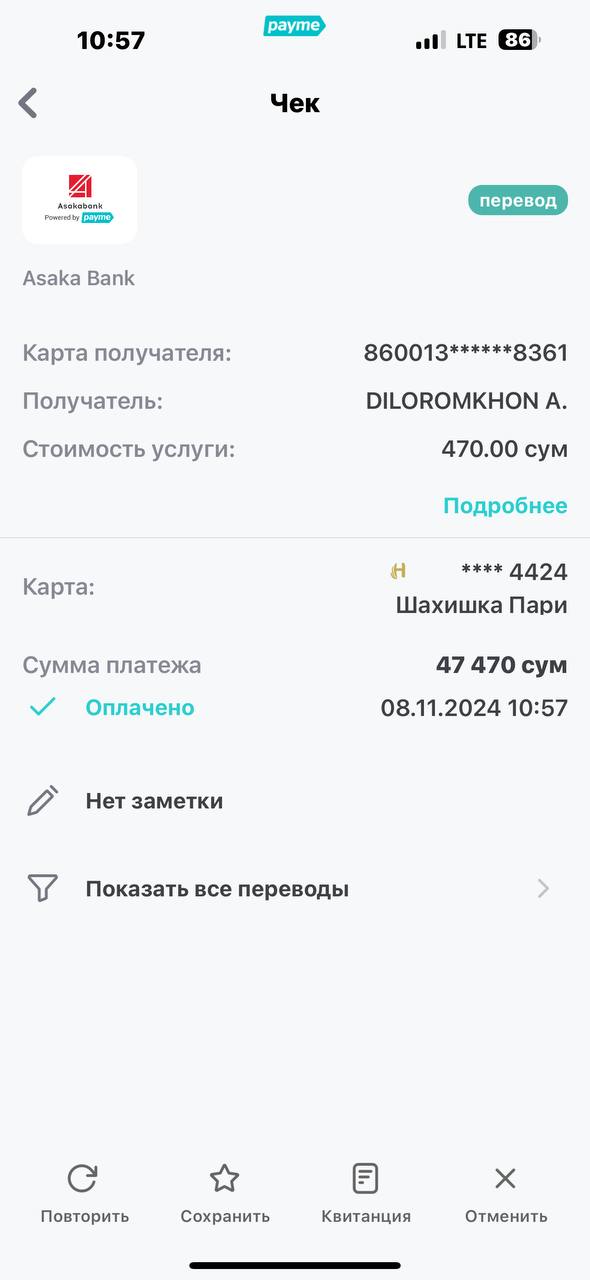 10:57
payme
LTE 86
Чек
Asakabank
Powered by payme
перевод
Asaka Bank
Карта получателя: 860013******8361
Получатель: DILOROMKHON A.
Стоимость услуги: 470.00 сум
Подробнее
Карта: **** 4424
Шахишка Пари
Сумма платежа 47 470 сум
Оплачено 08.11.2024 10:57
Нет заметки
Показать все переводы
Повторить Сохранить Квитанция Отменить